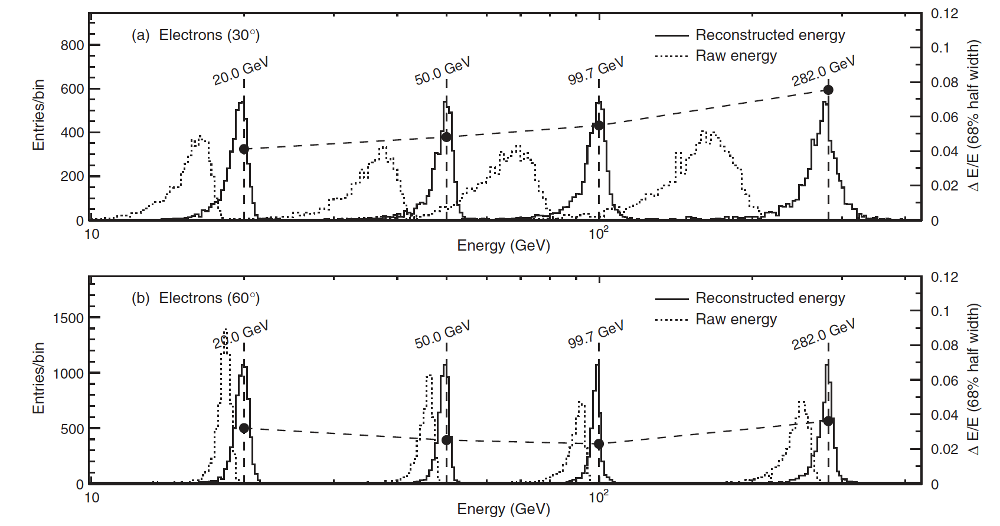 (a) Electrons (30°)
Reconstructed energy
Raw energy
20.0 GeV
50.0 GeV
99.7 GeV
282.0 GeV
Entries/bin
800
600
400
200
0
0.12
0.1
0.08
0.06
0.04
0.02
0
Δ E/E (68% half width)
10
10²
Energy (GeV)
(b) Electrons (60°)
Reconstructed energy
Raw energy
20.0 GeV
50.0 GeV
99.7 GeV
282.0 GeV
Entries/bin
1500
1000
500
0
0.12
0.1
0.08
0.06
0.04
0.02
0
Δ E/E (68% half width)
10
10²
Energy (GeV)